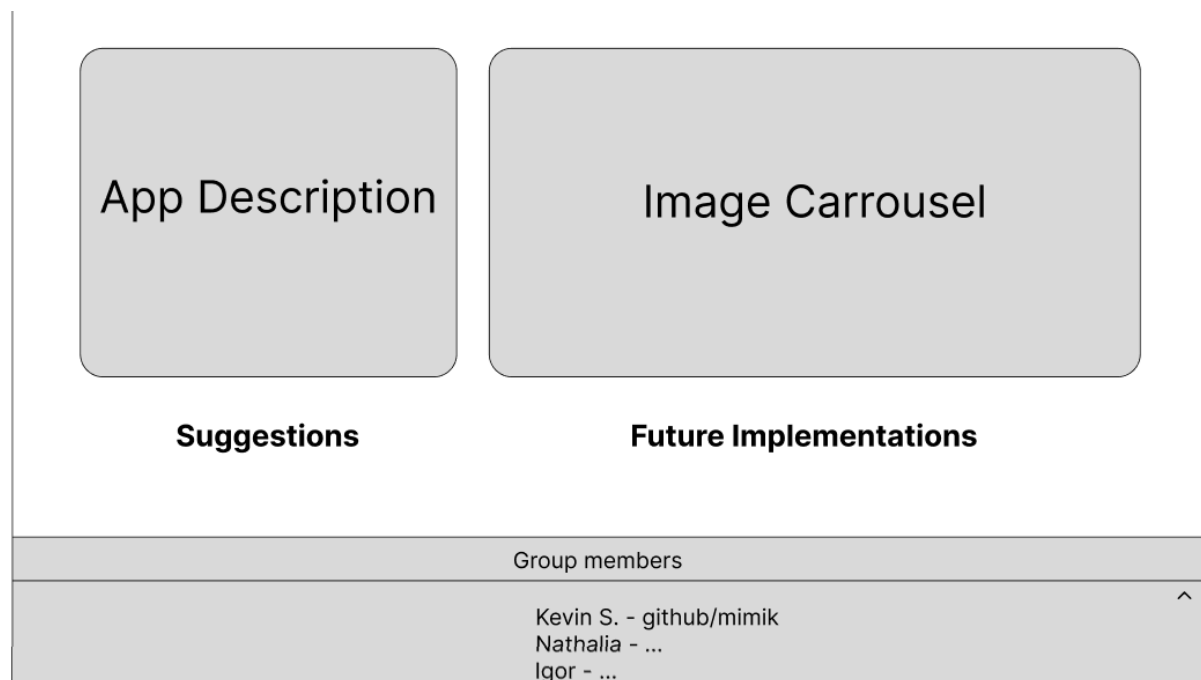 App Description
Image Carrousel
Suggestions
Future Implementations
Group members
Kevin S. - github/mimik
Nathalia - ...
Igor - ...